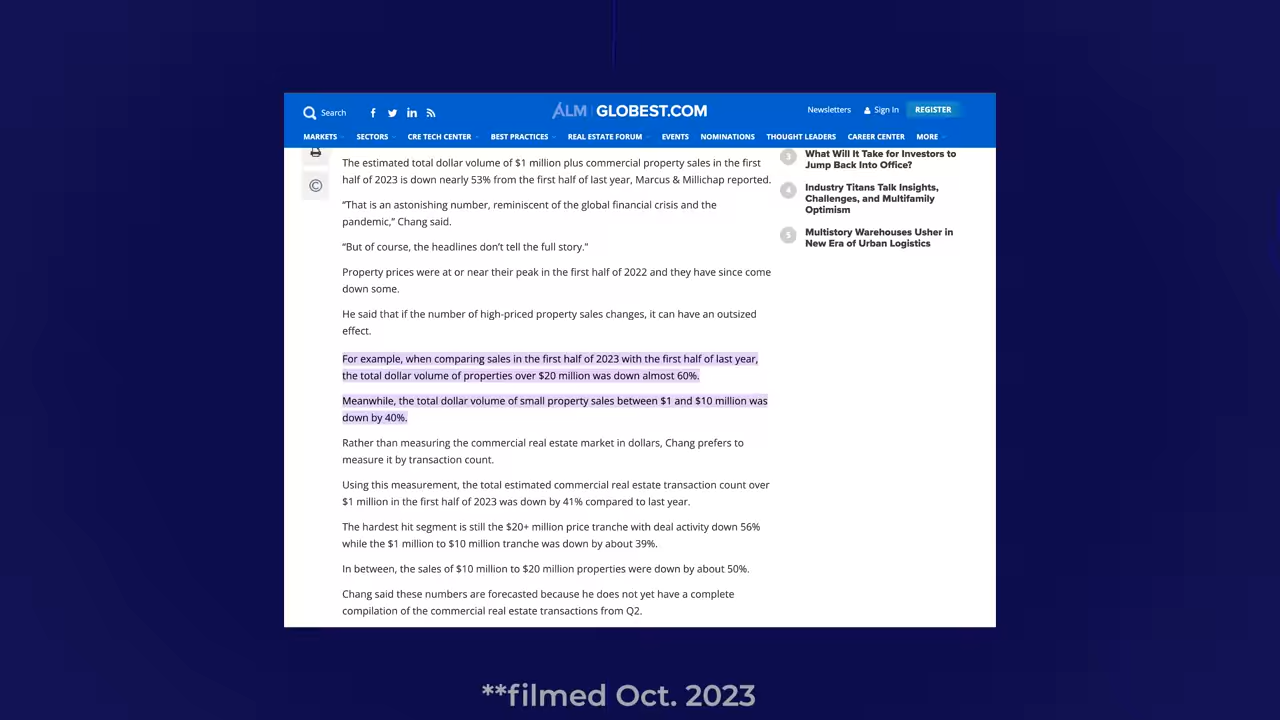 Search
ALM | GLOBEST.COM
Newsletters Sign In REGISTER
MARKETS SECTORS CRE TECH CENTER BEST PRACTICES REAL ESTATE FORUM EVENTS NOMINATIONS THOUGHT LEADERS CAREER CENTER MORE
The estimated total dollar volume of $1 million plus commercial property sales in the first
half of 2023 is down nearly 53% from the first half of last year, Marcus & Millichap reported.
“That is an astonishing number, reminiscent of the global financial crisis and the
pandemic,” Chang said.
“But of course, the headlines don’t tell the full story.”
Property prices were at or near their peak in the first half of 2022 and they have since come
down some.
He said that if the number of high-priced property sales changes, it can have an outsized
effect.
For example, when comparing sales in the first half of 2023 with the first half of last year,
the total dollar volume of properties over $20 million was down almost 60%.
Meanwhile, the total dollar volume of small property sales between $1 and $10 million was
down by 40%.
Rather than measuring the commercial real estate market in dollars, Chang prefers to
measure it by transaction count.
Using this measurement, the total estimated commercial real estate transaction count over
$1 million in the first half of 2023 was down by 41% compared to last year.
The hardest hit segment is still the $20+ million price tranche with deal activity down 56%
while the $1 million to $10 million tranche was down by about 39%.
In between, the sales of $10 million to $20 million properties were down by about 50%.
Chang said these numbers are forecasted because he does not yet have a complete
compilation of the commercial real estate transactions from Q2.
3 What Will It Take for Investors to
Jump Back Into Office?
4 Industry Titans Talk Insights,
Challenges, and Multifamily
Optimism
5 Multistory Warehouses Usher in
New Era of Urban Logistics
**filmed Oct. 2023